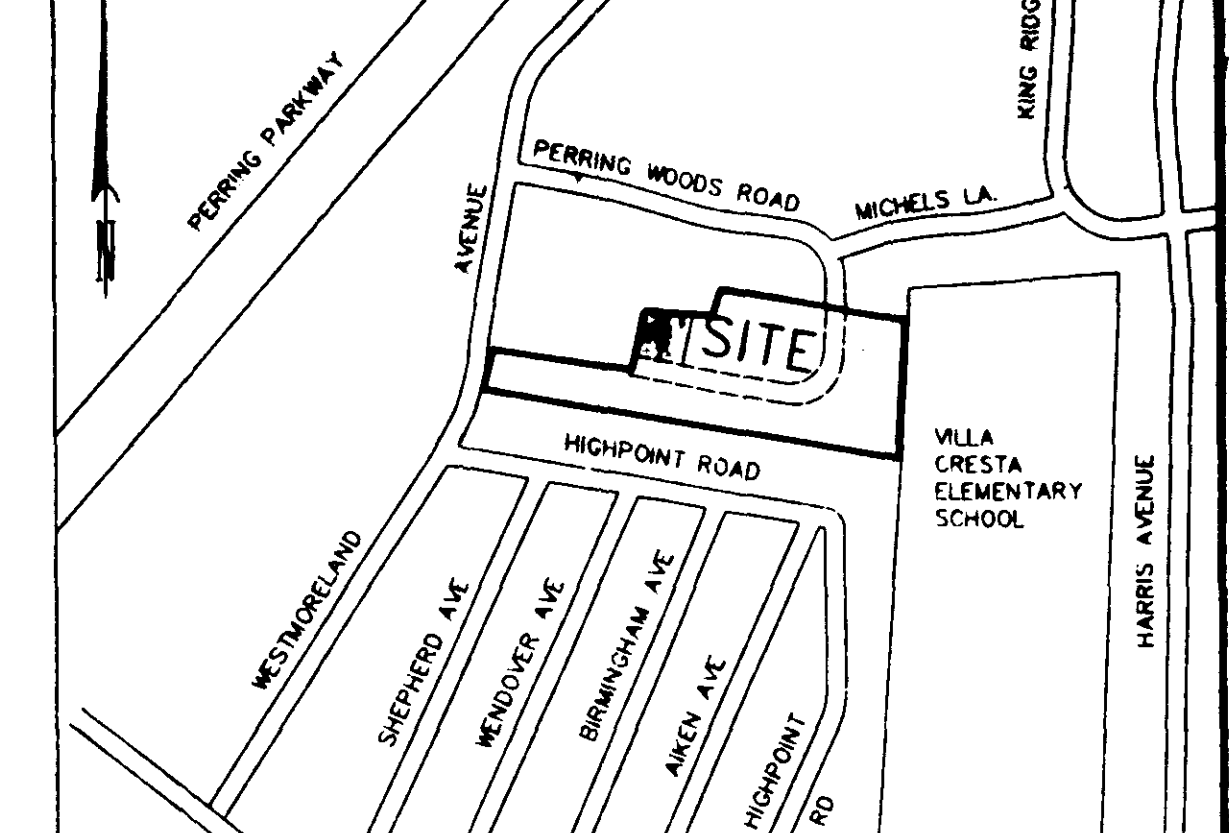 KING RIDG
PERRING PARKWAY
PERRING WOODS ROAD
MICHELS LA.
AVENUE
N
SITE
HIGHPOINT ROAD
VILLA
CRESTA
ELEMENTARY
SCHOOL
HARRIS AVENUE
WESTMORELAND
SHEPHERD AVE
WENDOVER AVE
BIRMINGHAM AVE
AIKEN AVE
HIGHPOINT
RD